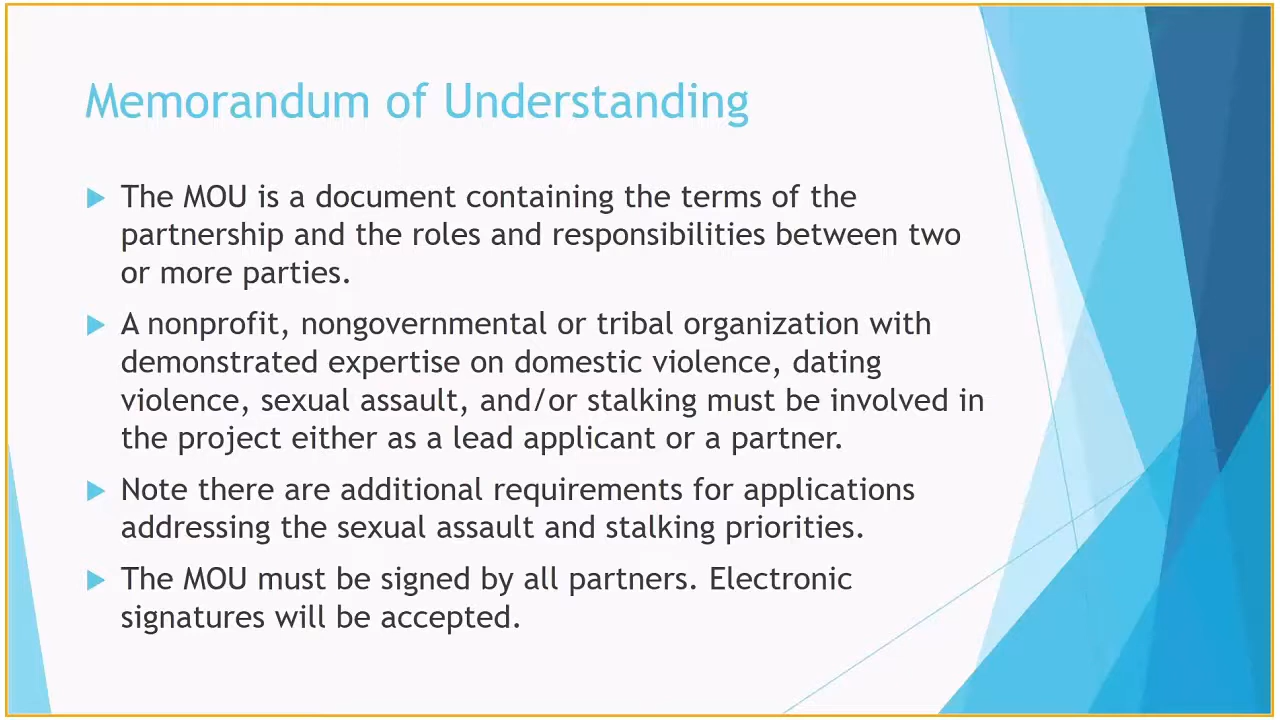 Memorandum of Understanding
The MOU is a document containing the terms of the
partnership and the roles and responsibilities between two
or more parties.
A nonprofit, nongovernmental or tribal organization with
demonstrated expertise on domestic violence, dating
violence, sexual assault, and/or stalking must be involved in
the project either as a lead applicant or a partner.
Note there are additional requirements for applications
addressing the sexual assault and stalking priorities.
The MOU must be signed by all partners. Electronic
signatures will be accepted.